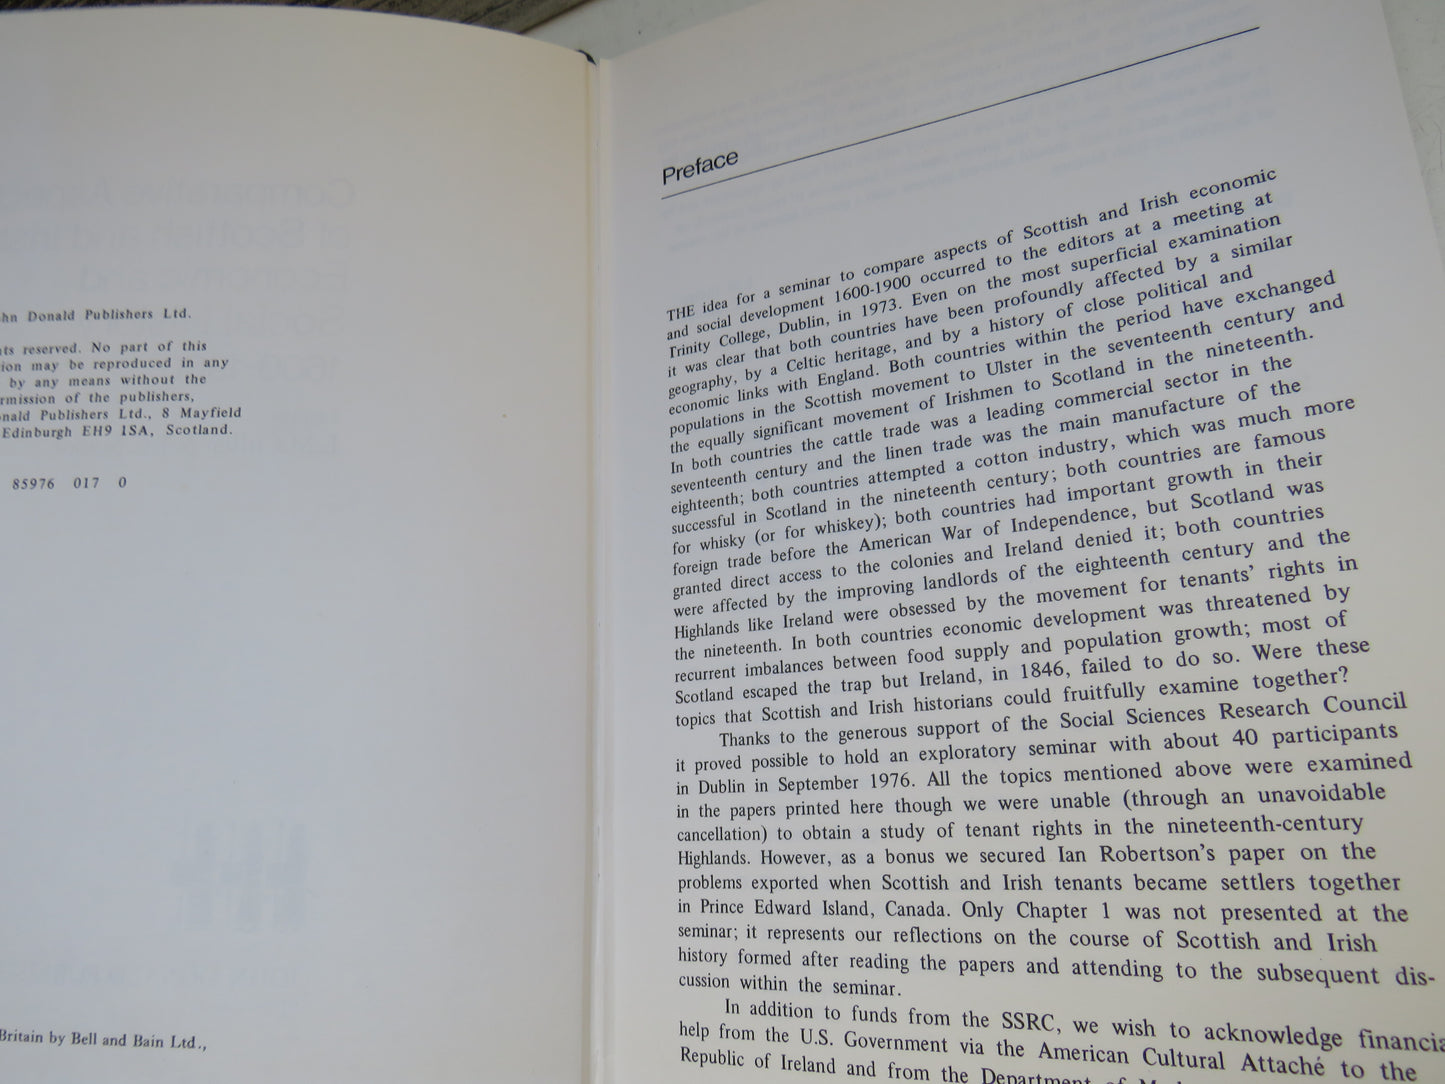 hn Donald Publishers Ltd.
ts reserved. No part of this
ion may be reproduced in any
by any means without the
rmission of the publishers,
nald Publishers Ltd., 8 Mayfield
Edinburgh EH9 1SA, Scotland.
85976 017 0
Britain by Bell and Bain Ltd.,
Preface
THE idea for a seminar to compare aspects of Scottish and Irish economic
and social development 1600-1900 occurred to the editors at a meeting at
Trinity College, Dublin, in 1973. Even on the most superficial examination
it was clear that both countries have been profoundly affected by a similar
geography, by a Celtic heritage, and by a history of close political and
economic links with England. Both countries within the period have exchanged
populations in the Scottish movement to Ulster in the seventeenth century and
the equally significant movement of Irishmen to Scotland in the nineteenth.
In both countries the cattle trade was a leading commercial sector in the
seventeenth century and the linen trade was the main manufacture of the
eighteenth; both countries attempted a cotton industry, which was much more
successful in Scotland in the nineteenth century; both countries are famous
for whisky (or for whiskey); both countries had important growth in their
foreign trade before the American War of Independence, but Scotland was
granted direct access to the colonies and Ireland denied it; both countries
were affected by the improving landlords of the eighteenth century and the
Highlands like Ireland were obsessed by the movement for tenants' rights in
the nineteenth. In both countries economic development was threatened by
recurrent imbalances between food supply and population growth; most of
Scotland escaped the trap but Ireland, in 1846, failed to do so. Were these
topics that Scottish and Irish historians could fruitfully examine together?
Thanks to the generous support of the Social Sciences Research Council
it proved possible to hold an exploratory seminar with about 40 participants
in Dublin in September 1976. All the topics mentioned above were examined
in the papers printed here though we were unable (through an unavoidable
cancellation) to obtain a study of tenant rights in the nineteenth-century
Highlands. However, as a bonus we secured Ian Robertson's paper on the
problems exported when Scottish and Irish tenants became settlers together
in Prince Edward Island, Canada. Only Chapter 1 was not presented at the
seminar; it represents our reflections on the course of Scottish and Irish
history formed after reading the papers and attending to the subsequent dis-
cussion within the seminar.
In addition to funds from the SSRC, we wish to acknowledge financia
help from the U.S. Government via the American Cultural Attaché to the
Republic of Ireland and from the Department of